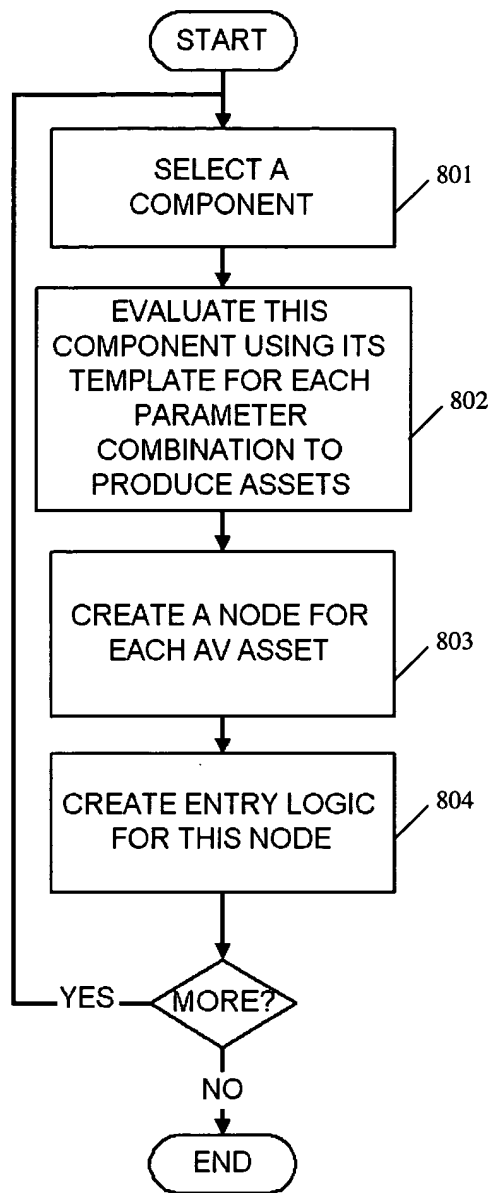 START
SELECT A
COMPONENT
801
EVALUATE THIS
COMPONENT USING ITS
TEMPLATE FOR EACH
PARAMETER
COMBINATION TO
PRODUCE ASSETS
802
CREATE A NODE FOR
EACH AV ASSET
803
CREATE ENTRY LOGIC
FOR THIS NODE
804
YES
MORE?
NO
END